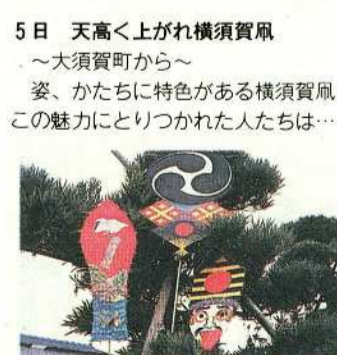 5日 天高く上がれ横須賀凧
~大須賀町から~
姿、かたちに特色がある横須賀凧
この魅力にとりつかれた人たちは…